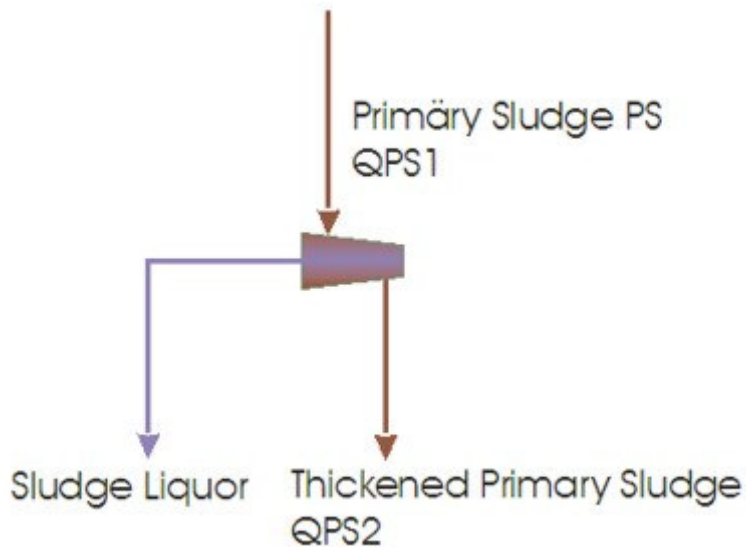 Primäry Sludge PS
QPS1
Sludge Liquor
Thickened Primary Sludge
QPS2